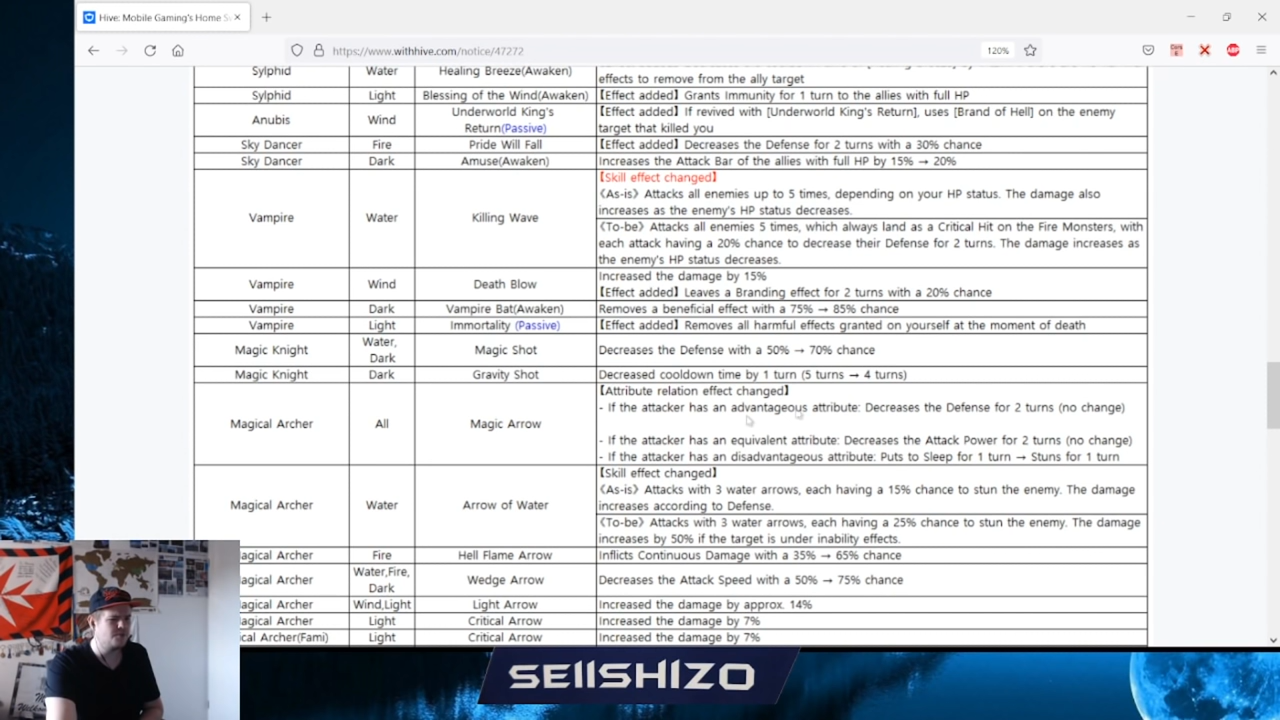 Hive: Mobile Gaming's Home S
https://www.withhive.com/notice/47272
120%
ABP
Sylphid Water Healing Breeze(Awaken)
effects to remove from the ally target
Sylphid Light Blessing of the Wind(Awaken) 【Effect added】 Grants Immunity for 1 turn to the allies with full HP
Anubis Wind Underworld King's Return(Passive) 【Effect added】 If revived with [Underworld King's Return], uses [Brand of Hell] on the enemy
target that killed you
Sky Dancer Fire Pride Will Fall 【Effect added】 Decreases the Defense for 2 turns with a 30% chance
Sky Dancer Dark Amuse(Awaken) Increases the Attack Bar of the allies with full HP by 15% → 20%
Vampire Water Killing Wave 【Skill effect changed】
《As-is》 Attacks all enemies up to 5 times, depending on your HP status. The damage also
increases as the enemy's HP status decreases.
《To-be》 Attacks all enemies 5 times, which always land as a Critical Hit on the Fire Monsters, with
each attack having a 20% chance to decrease their Defense for 2 turns. The damage increases as
the enemy's HP status decreases.
Vampire Wind Death Blow Increased the damage by 15%
【Effect added】 Leaves a Branding effect for 2 turns with a 20% chance
Vampire Dark Vampire Bat(Awaken) Removes a beneficial effect with a 75% → 85% chance
Vampire Light Immortality (Passive) 【Effect added】 Removes all harmful effects granted on yourself at the moment of death
Magic Knight Water, Dark Magic Shot Decreases the Defense with a 50% → 70% chance
Magic Knight Dark Gravity Shot Decreased cooldown time by 1 turn (5 turns → 4 turns)
Magical Archer All Magic Arrow 【Attribute relation effect changed】
- If the attacker has an advantageous attribute: Decreases the Defense for 2 turns (no change)
- If the attacker has an equivalent attribute: Decreases the Attack Power for 2 turns (no change)
- If the attacker has an disadvantageous attribute: Puts to Sleep for 1 turn → Stuns for 1 turn
Magical Archer Water Arrow of Water 【Skill effect changed】
《As-is》 Attacks with 3 water arrows, each having a 15% chance to stun the enemy. The damage
increases according to Defense.
《To-be》 Attacks with 3 water arrows, each having a 25% chance to stun the enemy. The damage
increases by 50% if the target is under inability effects.
agical Archer Fire Hell Flame Arrow Inflicts Continuous Damage with a 35% → 65% chance
agical Archer Water,Fire, Dark Wedge Arrow Decreases the Attack Speed with a 50% → 75% chance
agical Archer Wind,Light Light Arrow Increased the damage by approx. 14%
agical Archer Light Critical Arrow Increased the damage by 7%
ical Archer(Fami) Light Critical Arrow Increased the damage by 7%
SEIISHIZO